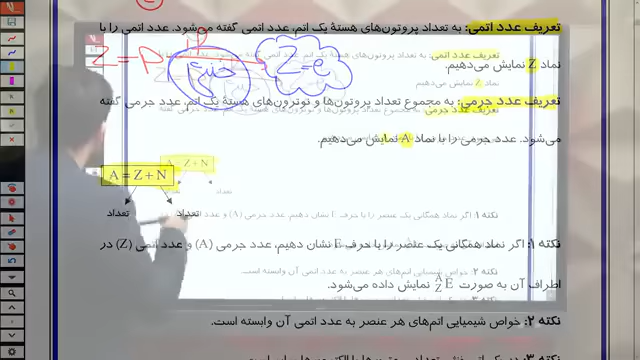 تعریف عدد اتمی: به تعداد پروتون‌های هستهٔ یک اتم، عدد اتمی گفته می‌شود. عدد اتمی را با
نماد Z نمایش می‌دهیم.
Z = P
خنثی
Z = e
تعریف عدد جرمی: به مجموع تعداد پروتون‌ها و نوترون‌های هستهٔ یک اتم، عدد جرمی گفته
می‌شود. عدد جرمی را با نماد A نمایش می‌دهیم.
A = Z + N
تعداد تعداد
نکته ۱: اگر نماد همگانی یک عنصر را با حرف E نشان دهیم، عدد جرمی (A) و عدد اتمی (Z) در
اطراف آن به صورت ᴬ_Z E نمایش داده می‌شود.
نکته ۲: خواص شیمیایی اتم‌های هر عنصر به عدد اتمی آن وابسته است.